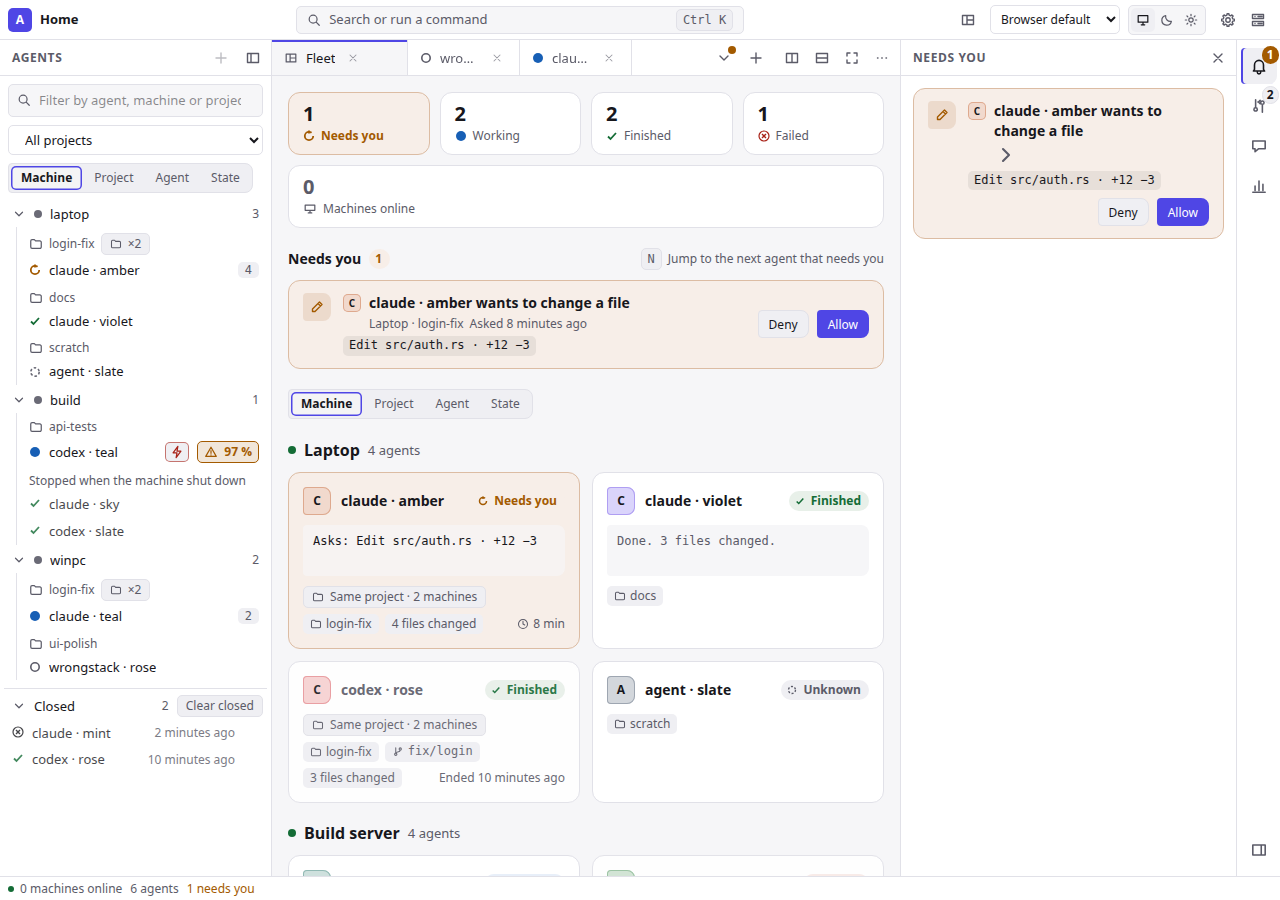 A Home
Search or run a command Ctrl K
Browser default
AGENTS
Filter by agent, machine or projec
All projects
Machine Project Agent State
laptop 3
login-fix ×2
claude · amber 4
docs
claude · violet
scratch
agent · slate
build 1
api-tests
codex · teal 97 %
Stopped when the machine shut down
claude · sky
codex · slate
winpc 2
login-fix ×2
claude · teal 2
ui-polish
wrongstack · rose
Closed 2 Clear closed
claude · mint 2 minutes ago
codex · rose 10 minutes ago
Fleet wro... clau...
1
Needs you
2
Working
2
Finished
1
Failed
0
Machines online
Needs you 1 N Jump to the next agent that needs you
C claude · amber wants to change a file
Laptop · login-fix Asked 8 minutes ago
Edit src/auth.rs · +12 −3
Deny Allow
Machine Project Agent State
Laptop 4 agents
C claude · amber Needs you
Asks: Edit src/auth.rs · +12 −3
Same project · 2 machines
login-fix 4 files changed 8 min
C claude · violet Finished
Done. 3 files changed.
docs
C codex · rose Finished
Same project · 2 machines
login-fix fix/login
3 files changed Ended 10 minutes ago
A agent · slate Unknown
scratch
Build server 4 agents
NEEDS YOU
C claude · amber wants to
change a file
Edit src/auth.rs · +12 −3
Deny Allow
1
2
0 machines online 6 agents 1 needs you